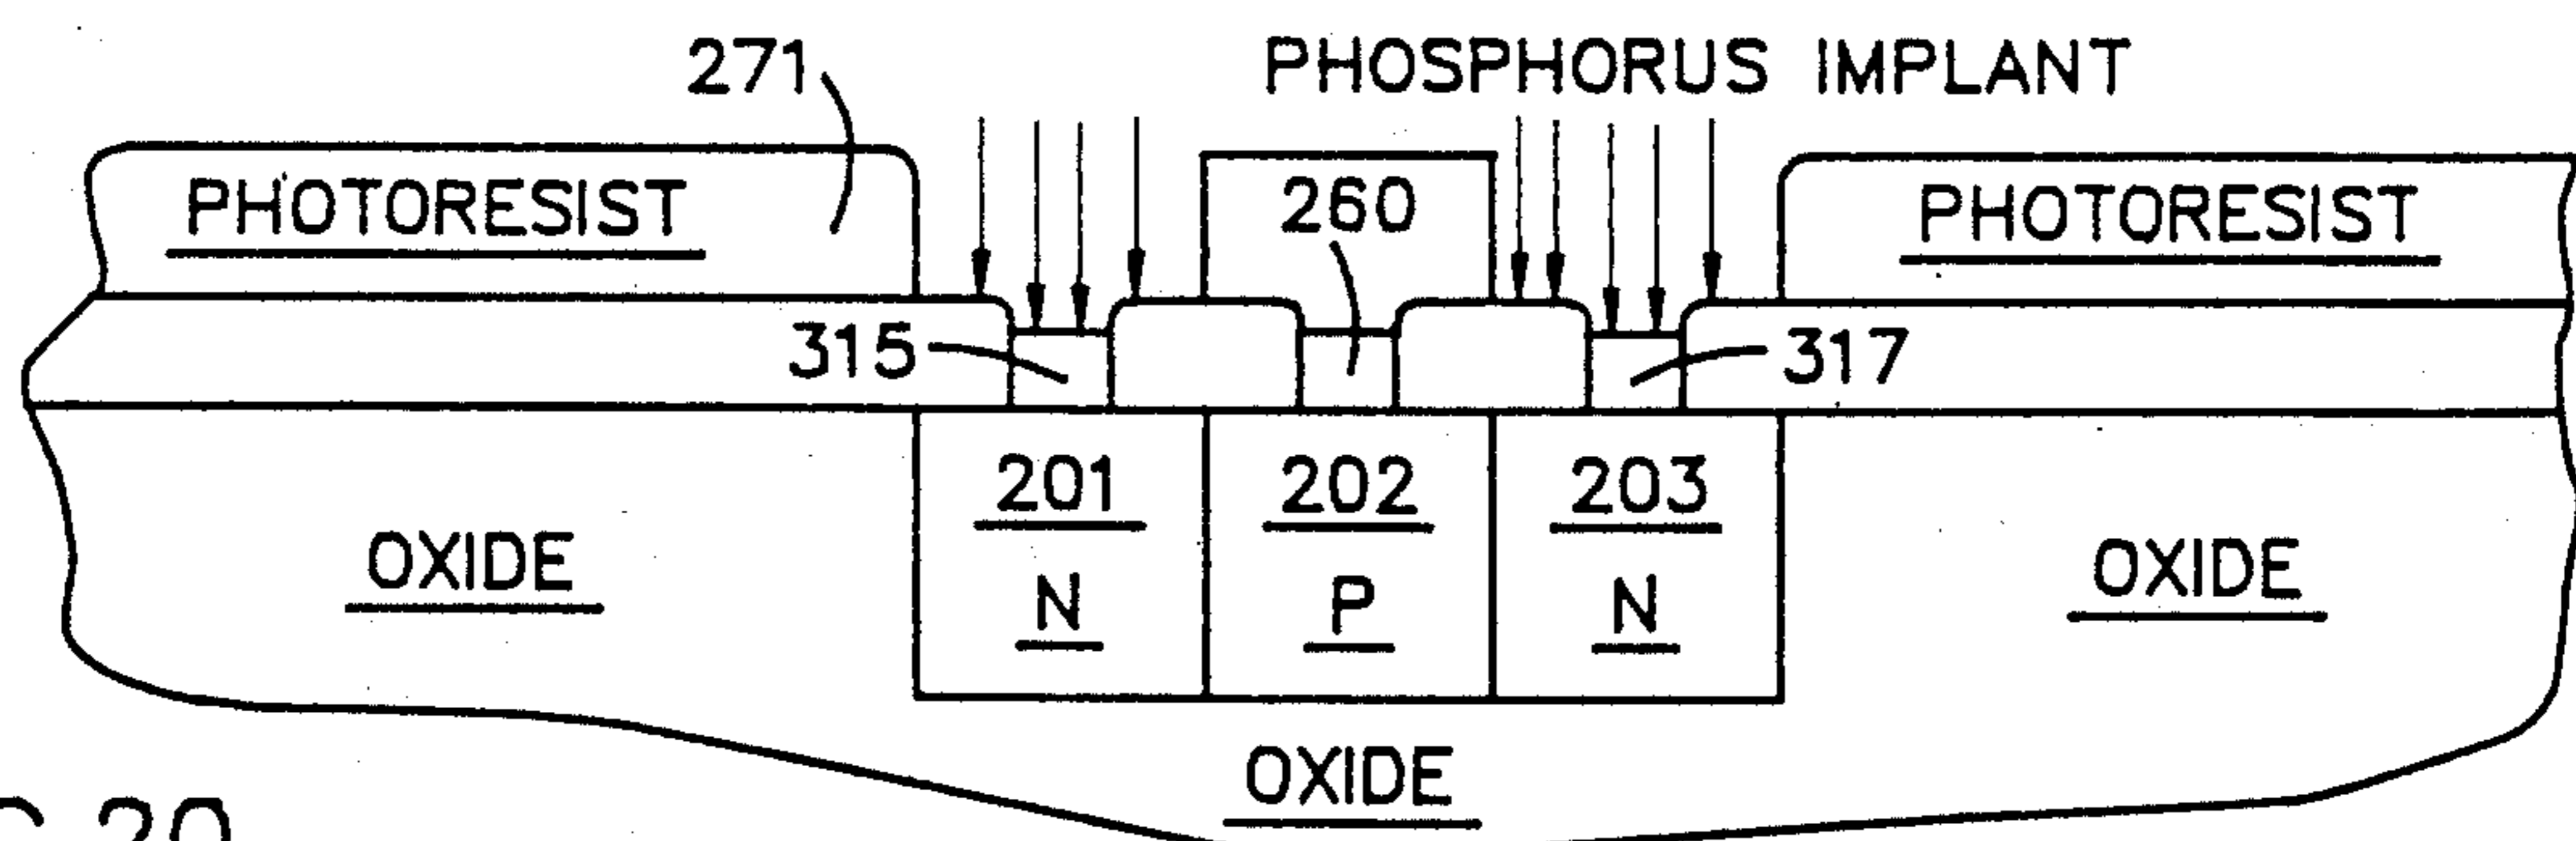 271
PHOSPHORUS IMPLANT
PHOTORESIST
260
PHOTORESIST
315
317
201
202
203
OXIDE
N
P
N
OXIDE
OXIDE